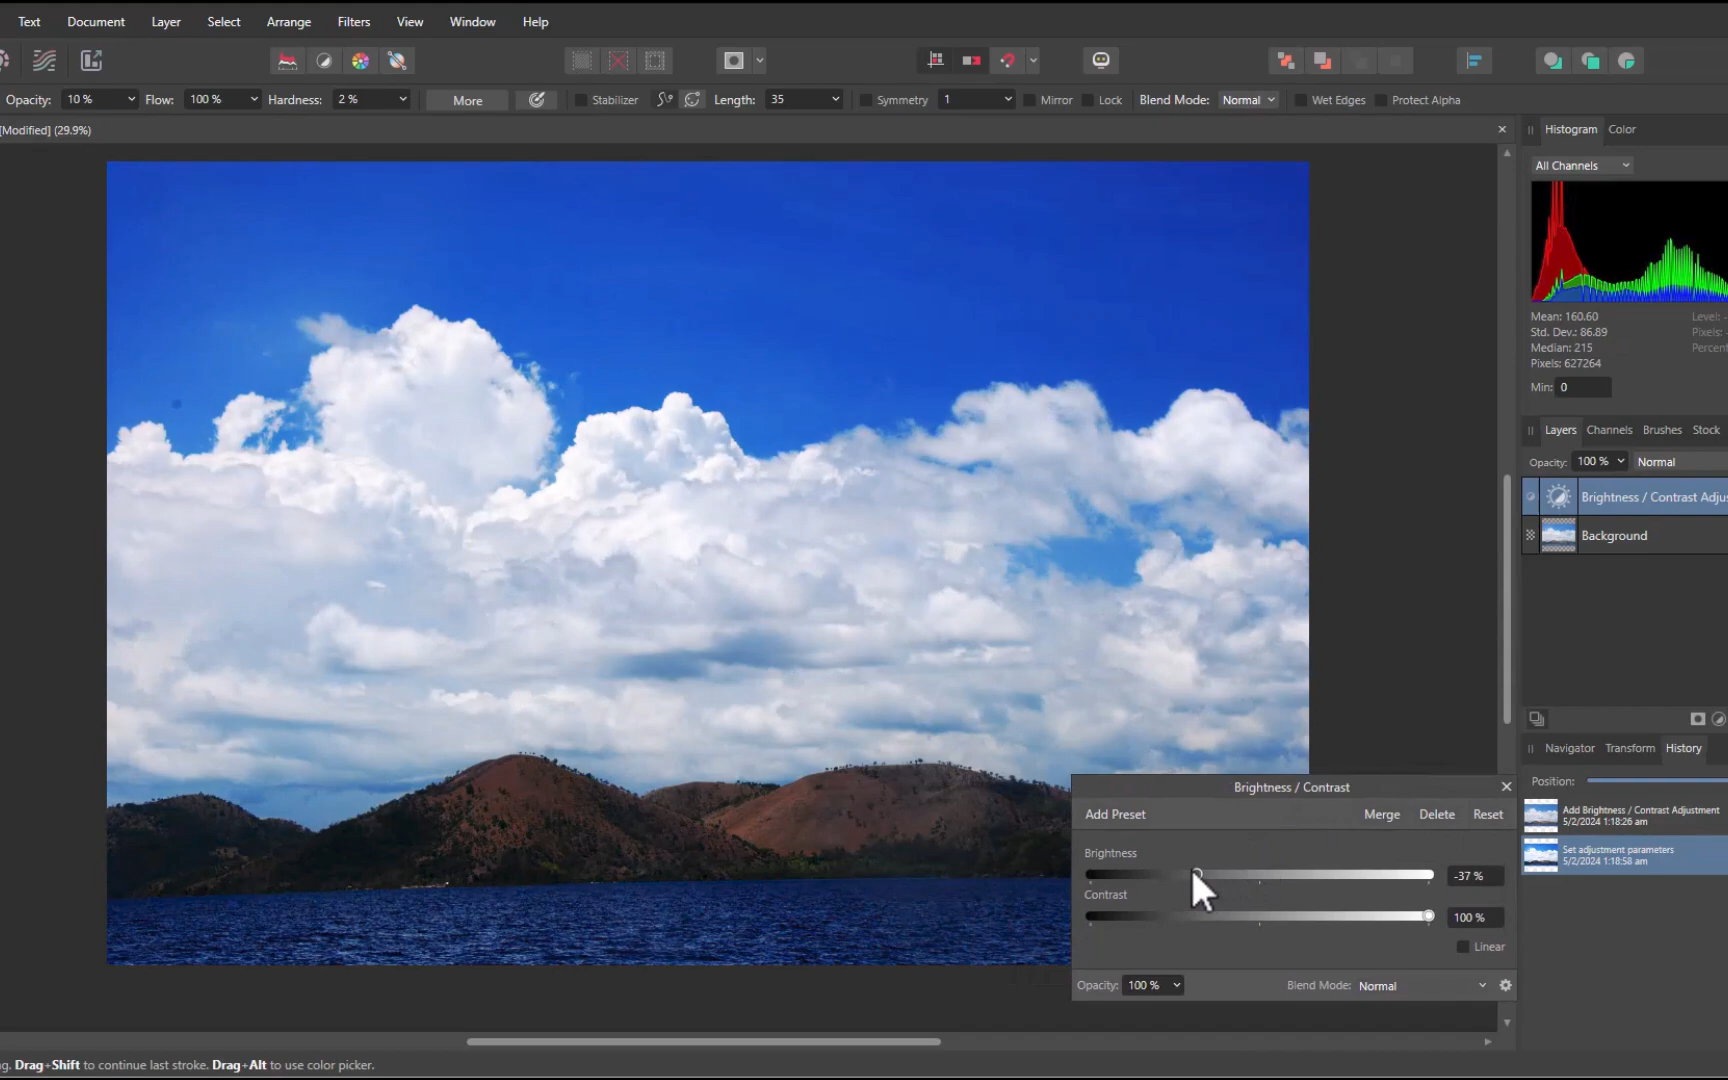 Text Document Layer Select Arrange Filters View Window Help
Opacity: 10 % Flow: 100 % Hardness: 2 % More Stabilizer Length: 35 Symmetry 1 Mirror Lock Blend Mode: Normal Wet Edges Protect Alpha
[Modified] (29.9%)
Histogram Color
All Channels
Mean: 160.60 Level: -
Std. Dev.: 86.89 Pixels: -
Median: 215 Percent
Pixels: 627264
Min: 0
Layers Channels Brushes Stock
Opacity: 100 % Normal
Brightness / Contrast Adjus
Background
Navigator Transform History
Position:
Add Brightness / Contrast Adjustment
5/2/2024 1:18:26 am
Set adjustment parameters
5/2/2024 1:18:58 am
Brightness / Contrast
Add Preset Merge Delete Reset
Brightness
-37 %
Contrast
100 %
Linear
Opacity: 100 % Blend Mode: Normal
g. Drag+Shift to continue last stroke. Drag+Alt to use color picker.